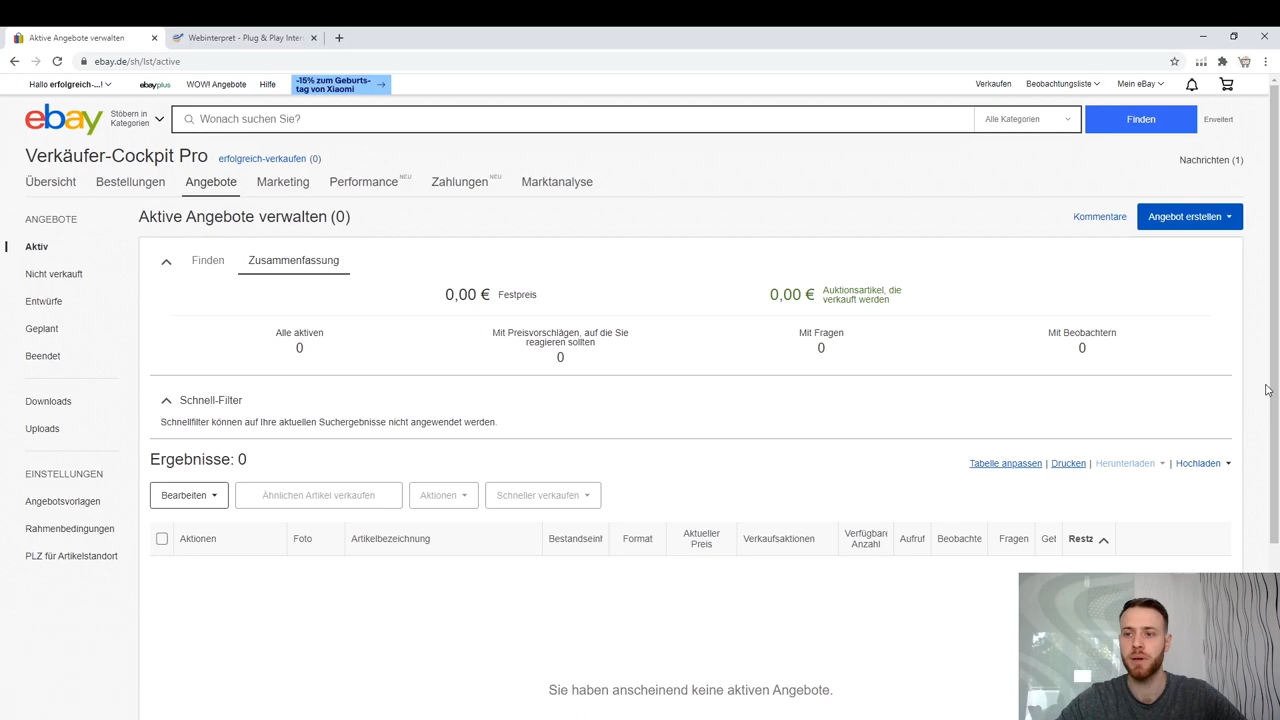 Aktive Angebote verwalten
Webinterpret - Plug & Play Inter
ebay.de/sh/lst/active
Hallo erfolgreich-...!
ebayplus
WOW! Angebote
Hilfe
-15% zum Geburts-
tag von Xiaomi
Verkaufen
Beobachtungsliste
Mein eBay
ebay
Stöbern in
Kategorien
Wonach suchen Sie?
Alle Kategorien
Finden
Erweitert
Verkäufer-Cockpit Pro
erfolgreich-verkaufen (0)
Nachrichten (1)
Übersicht
Bestellungen
Angebote
Marketing
Performance NEU
Zahlungen NEU
Marktanalyse
ANGEBOTE
Aktiv
Nicht verkauft
Entwürfe
Geplant
Beendet
Downloads
Uploads
EINSTELLUNGEN
Angebotsvorlagen
Rahmenbedingungen
PLZ für Artikelstandort
Aktive Angebote verwalten (0)
Kommentare
Angebot erstellen
Finden
Zusammenfassung
0,00 € Festpreis
0,00 € Auktionsartikel, die
verkauft werden
Alle aktiven
0
Mit Preisvorschlägen, auf die Sie
reagieren sollten
0
Mit Fragen
0
Mit Beobachtern
0
Schnell-Filter
Schnellfilter können auf Ihre aktuellen Suchergebnisse nicht angewendet werden.
Ergebnisse: 0
Tabelle anpassen | Drucken | Herunterladen | Hochladen
Bearbeiten
Ähnlichen Artikel verkaufen
Aktionen
Schneller verkaufen
Aktionen
Foto
Artikelbezeichnung
Bestandseinh
Format
Aktueller
Preis
Verkaufsaktionen
Verfügbare
Anzahl
Aufruf
Beobachte
Fragen
Gel
Restz
Sie haben anscheinend keine aktiven Angebote.